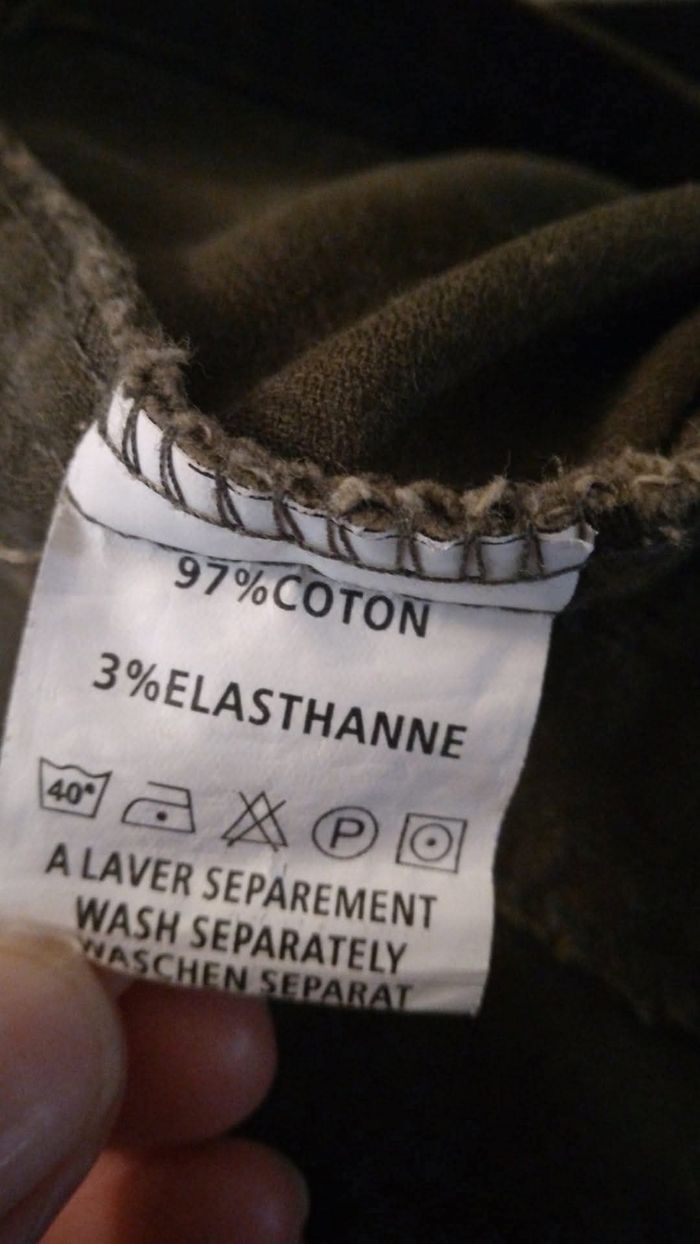 97%COTON
3%ELASTHANNE
40°
P
A LAVER SEPAREMENT
WASH SEPARATELY
WASCHEN SEPARAT